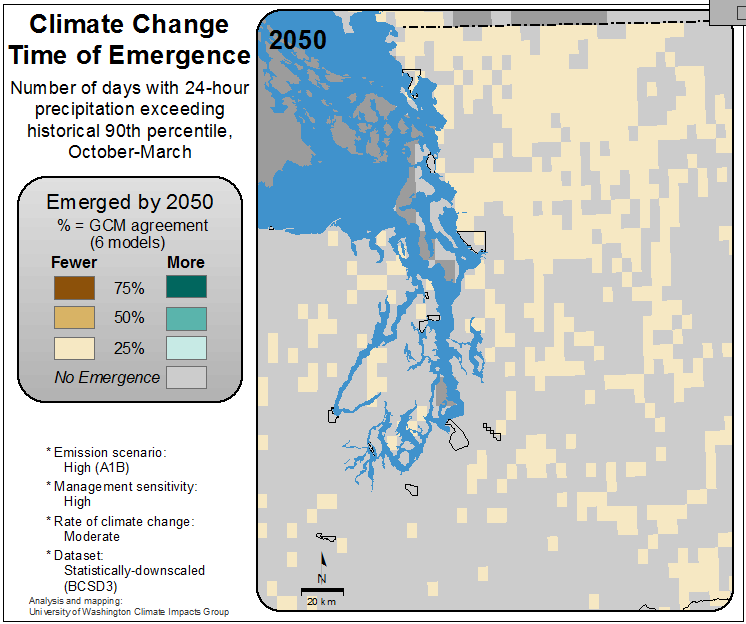 Climate Change
Time of Emergence
Number of days with 24-hour
precipitation exceeding
historical 90th percentile,
October-March
Emerged by 2050
% = GCM agreement
(6 models)
Fewer More
75%
50%
25%
No Emergence
* Emission scenario:
High (A1B)
* Management sensitivity:
High
* Rate of climate change:
Moderate
* Dataset:
Statistically-downscaled
(BCSD3)
Analysis and mapping:
University of Washington Climate Impacts Group
2050
N
20 km